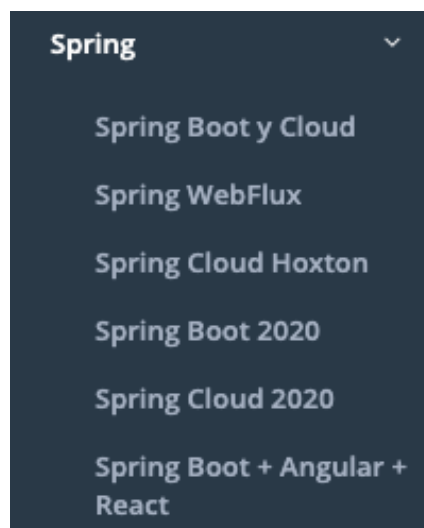 Spring
Spring Boot y Cloud
Spring WebFlux
Spring Cloud Hoxton
Spring Boot 2020
Spring Cloud 2020
Spring Boot + Angular +
React